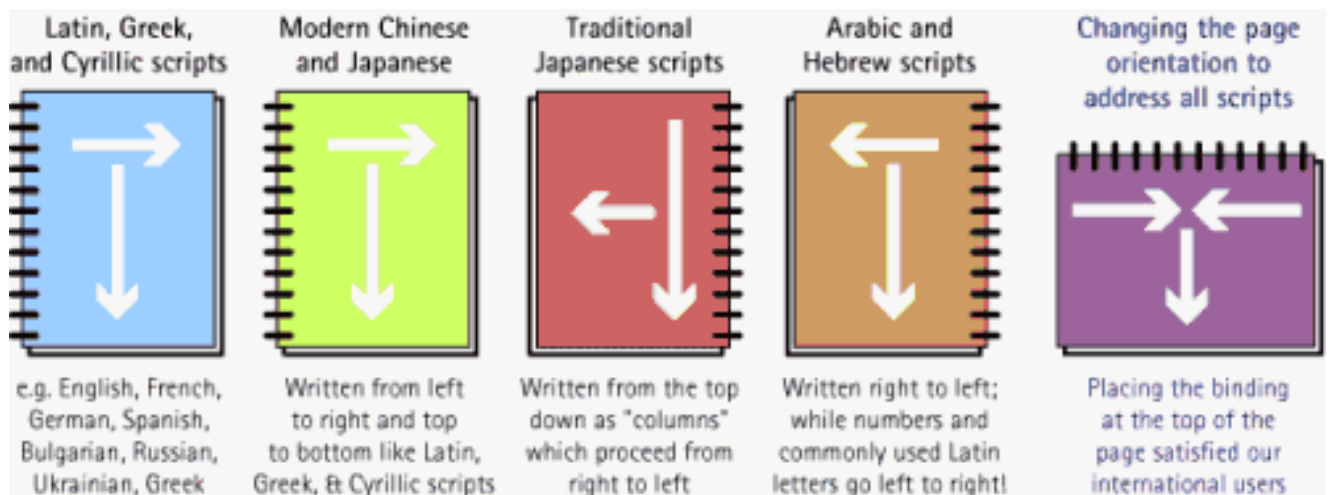 Latin, Greek,
and Cyrillic scripts
e.g. English, French,
German, Spanish,
Bulgarian, Russian,
Ukrainian, Greek
Modern Chinese
and Japanese
Written from left
to right and top
to bottom like Latin,
Greek, & Cyrillic scripts
Traditional
Japanese scripts
Written from the top
down as "columns"
which proceed from
right to left
Arabic and
Hebrew scripts
Written right to left;
while numbers and
commonly used Latin
letters go left to right!
Changing the page
orientation to
address all scripts
Placing the binding
at the top of the
page satisfied our
international users